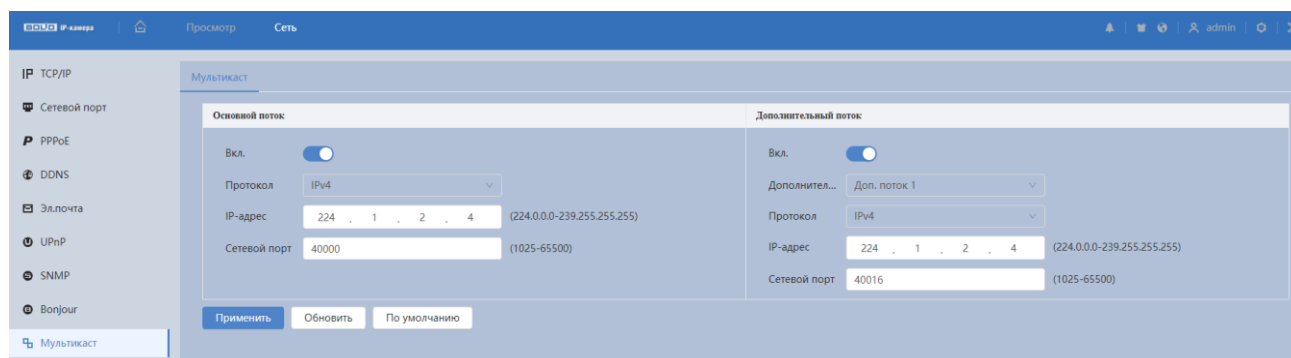 BOLID IP-камера Просмотр Сеть admin
IP TCP/IP
Сетевой порт
PPPoE
DDNS
Эл.почта
UPnP
SNMP
Bonjour
Мультикаст
Мультикаст
Основной поток
Вкл.
Протокол IPv4
IP-адрес 224 . 1 . 2 . 4 (224.0.0.0-239.255.255.255)
Сетевой порт 40000 (1025-65500)
Дополнительный поток
Вкл.
Дополнител... Доп. поток 1
Протокол IPv4
IP-адрес 224 . 1 . 2 . 4 (224.0.0.0-239.255.255.255)
Сетевой порт 40016 (1025-65500)
Применить Обновить По умолчанию